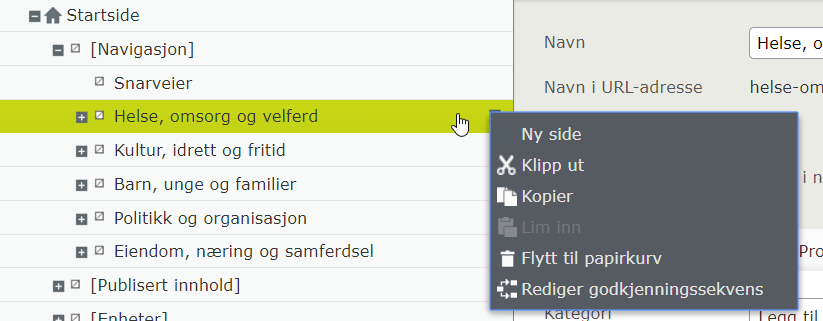 Startside
[Navigasjon]
Snarveier
Helse, omsorg og velferd
Kultur, idrett og fritid
Barn, unge og familier
Politikk og organisasjon
Eiendom, næring og samferdsel
[Publisert innhold]
[Enheter]
Navn
Helse, o
Navn i URL-adresse
helse-om
Ny side
Klipp ut
Kopier
Lim inn
Flytt til papirkurv
Rediger godkjenningssekvens
i n
Pro
Kategori
Legg til